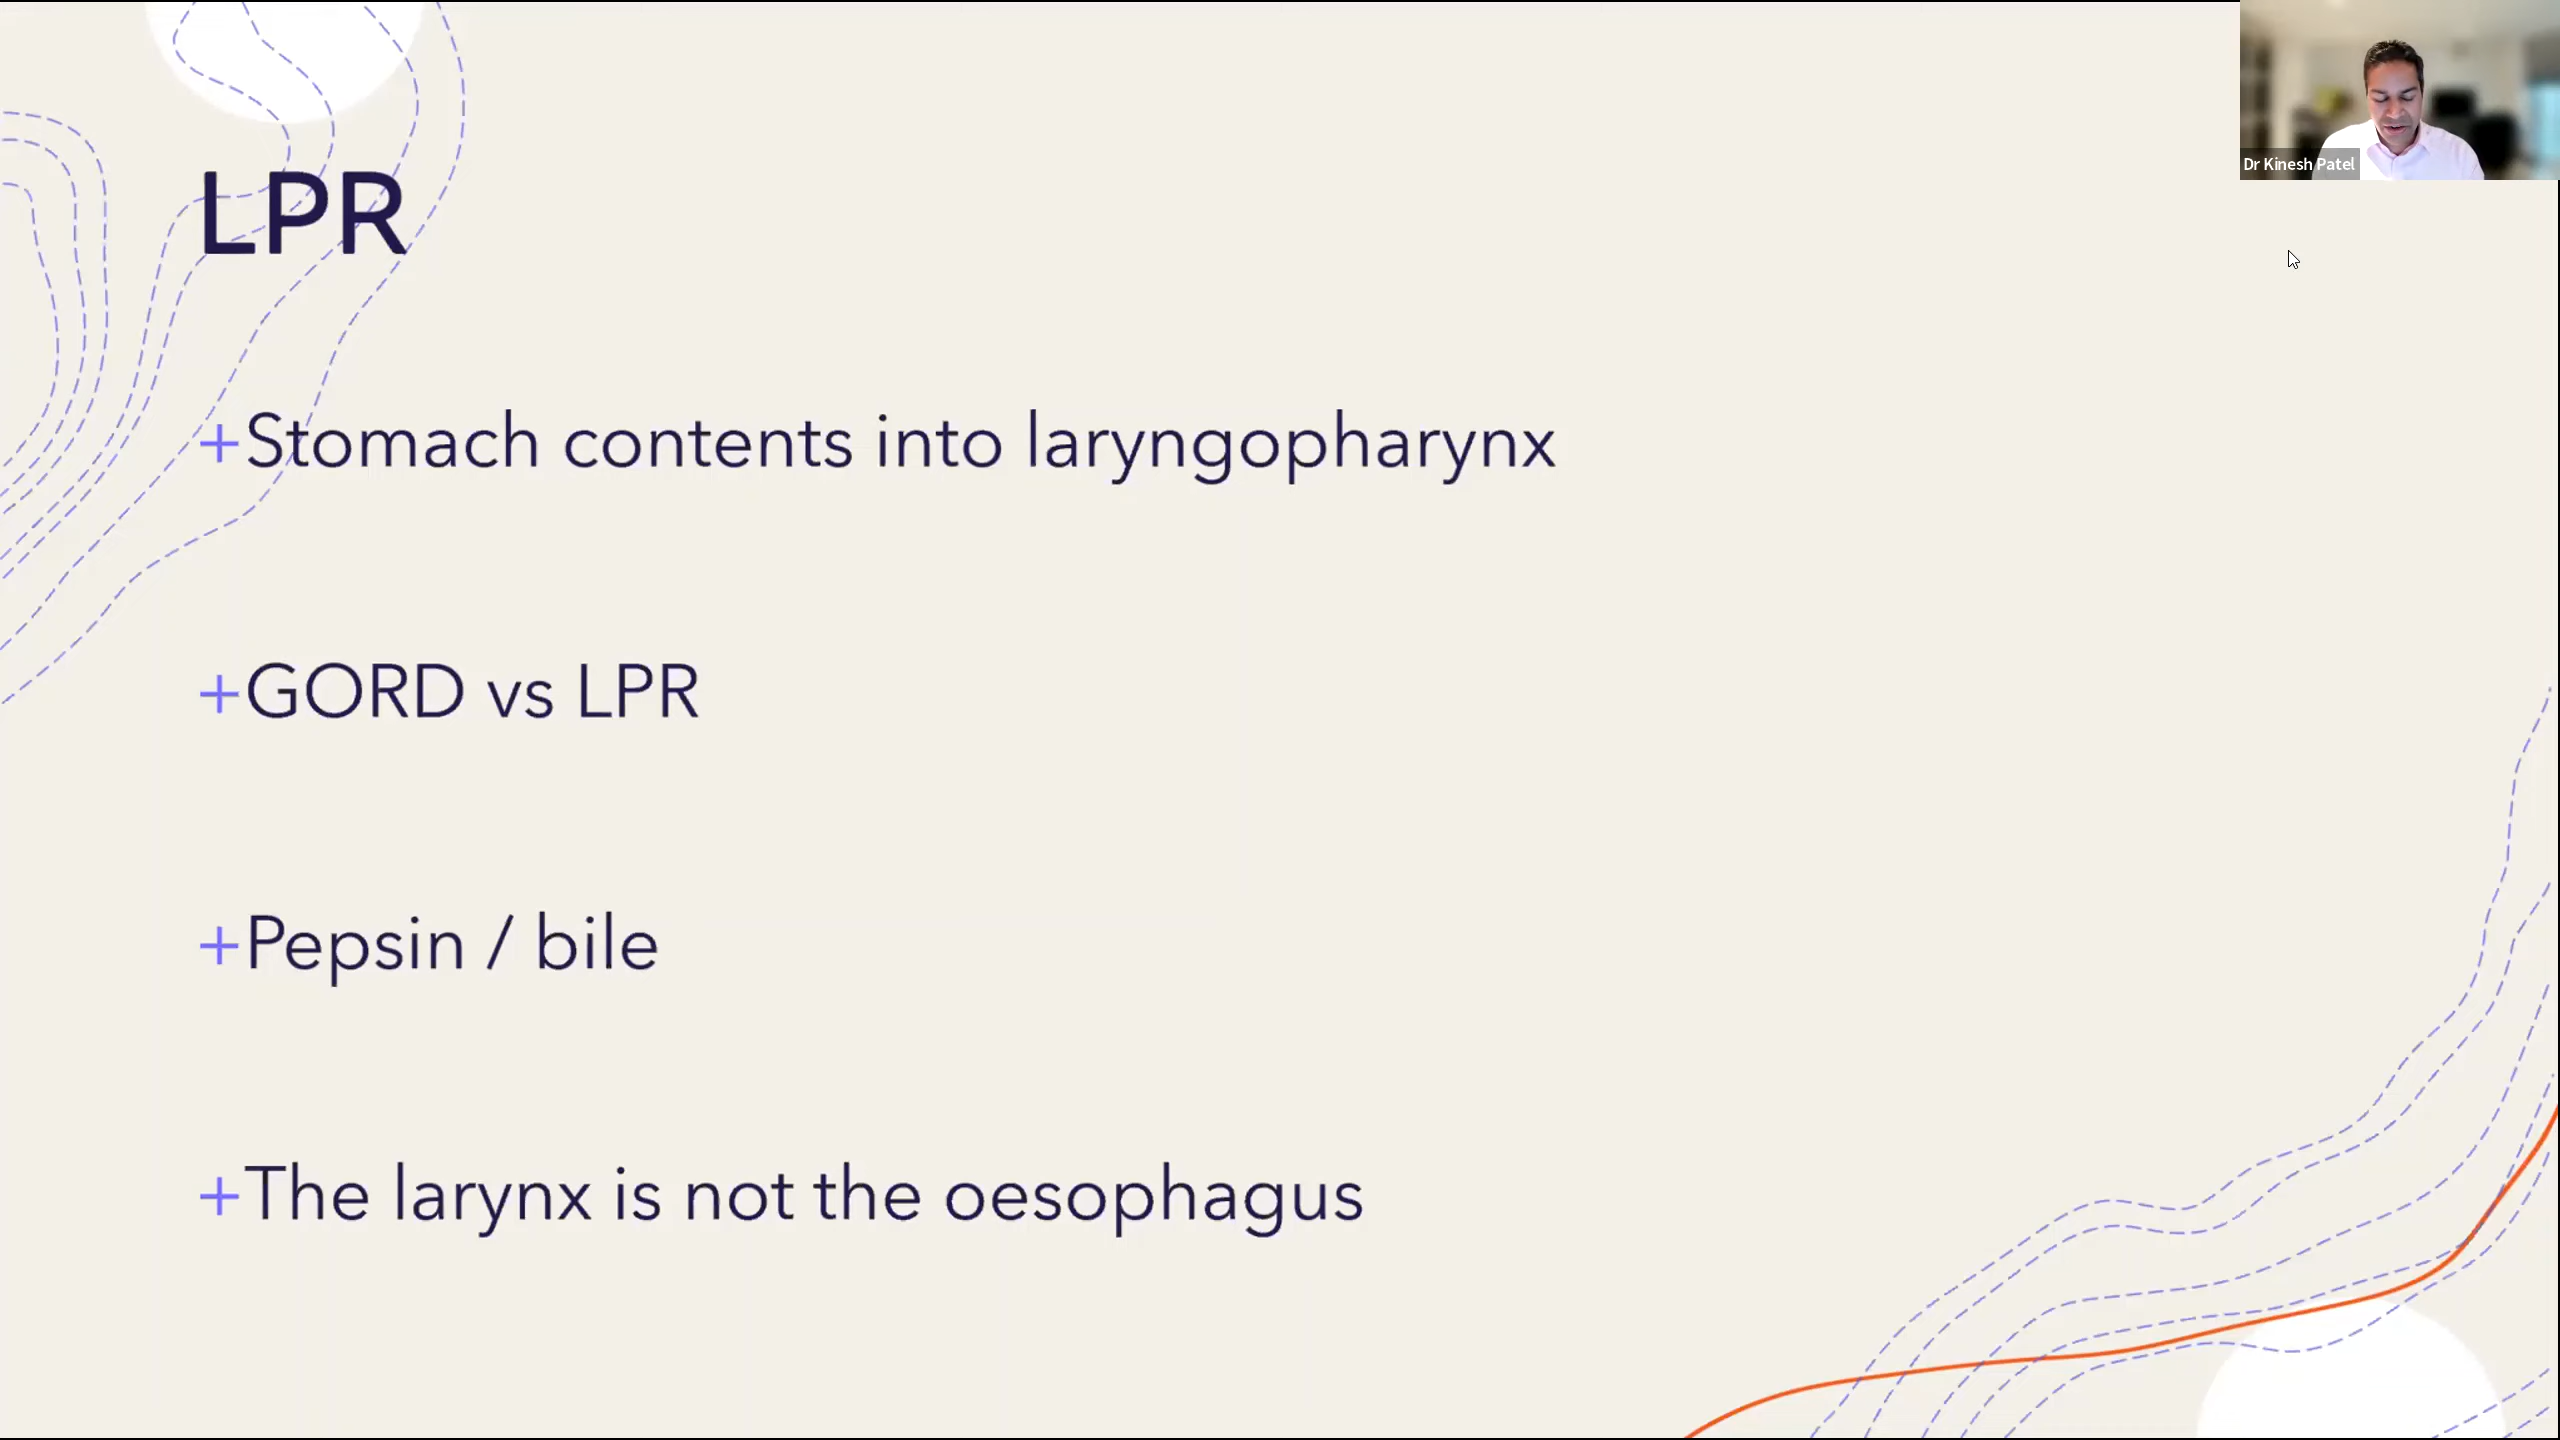 Dr Kinesh Patel
LPR
+Stomach contents into laryngopharynx
+GORD vs LPR
+Pepsin / bile
+The larynx is not the oesophagus